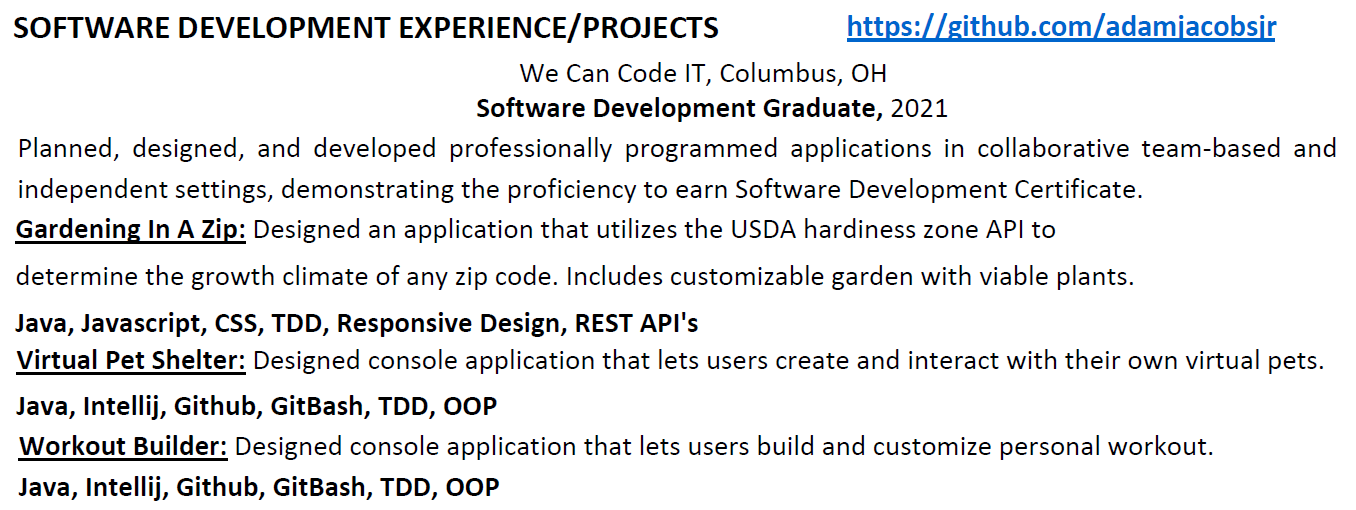 SOFTWARE DEVELOPMENT EXPERIENCE/PROJECTS https://github.com/adamjacobsjr
We Can Code IT, Columbus, OH
Software Development Graduate, 2021
Planned, designed, and developed professionally programmed applications in collaborative team-based and
independent settings, demonstrating the proficiency to earn Software Development Certificate.
Gardening In A Zip: Designed an application that utilizes the USDA hardiness zone API to
determine the growth climate of any zip code. Includes customizable garden with viable plants.
Java, Javascript, CSS, TDD, Responsive Design, REST API's
Virtual Pet Shelter: Designed console application that lets users create and interact with their own virtual pets.
Java, Intellij, Github, GitBash, TDD, OOP
Workout Builder: Designed console application that lets users build and customize personal workout.
Java, Intellij, Github, GitBash, TDD, OOP